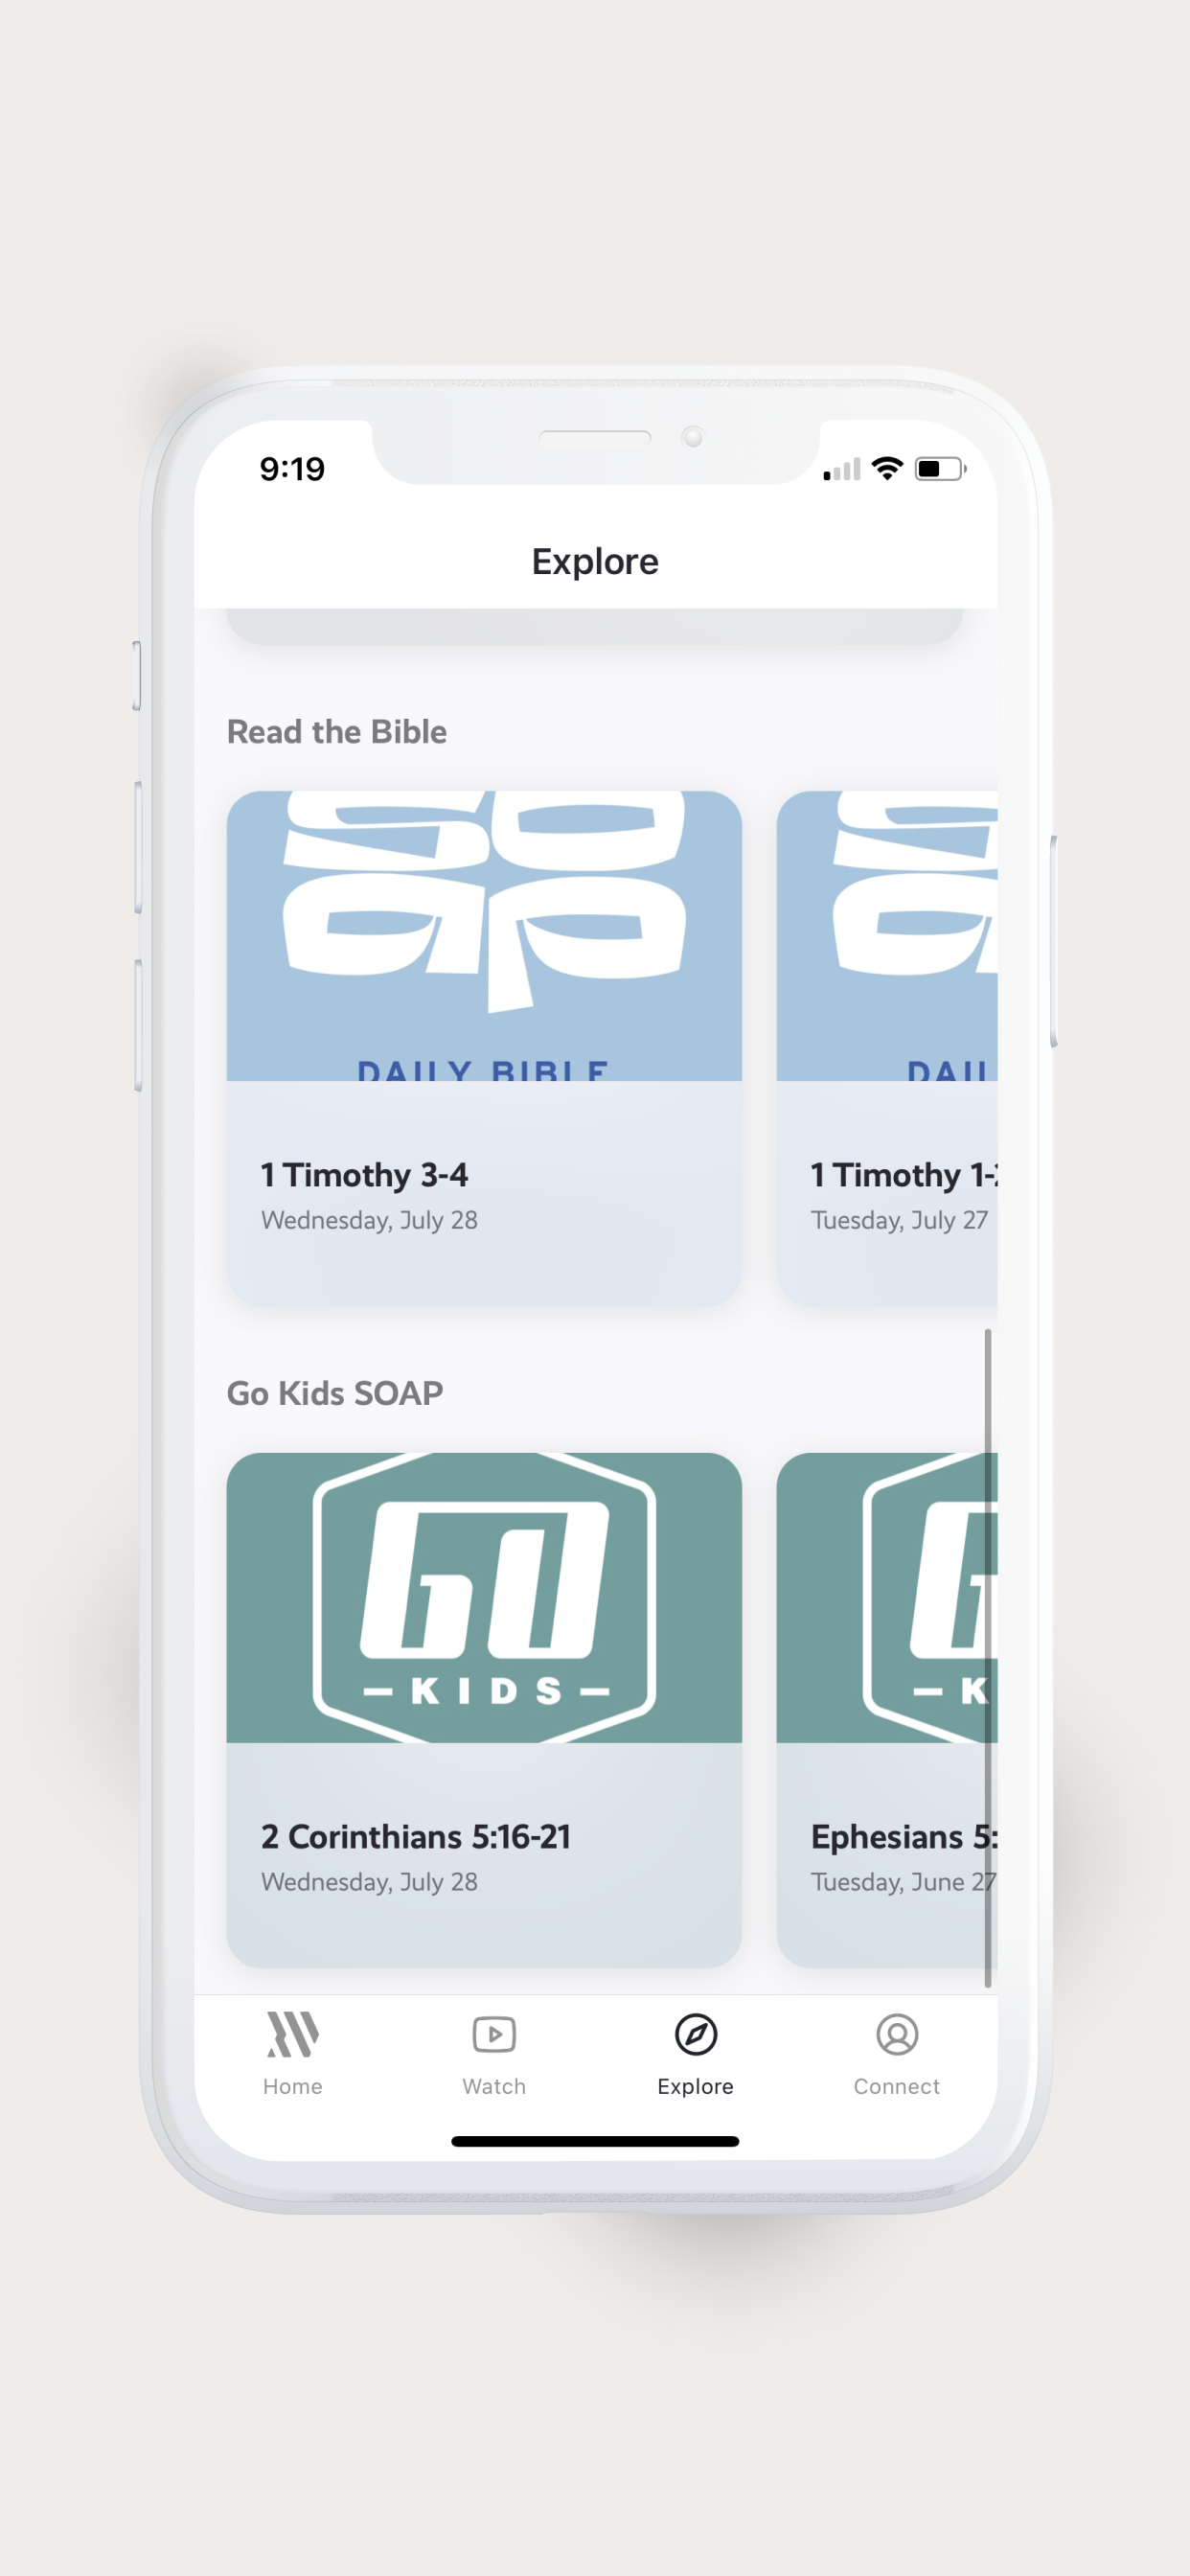 9:19
Explore
Read the Bible
so
ap
DAILY BIBLE
1 Timothy 3-4
Wednesday, July 28
1 Timothy 1-
Tuesday, July 27
Go Kids SOAP
GO
– KIDS –
2 Corinthians 5:16-21
Wednesday, July 28
Ephesians 5:
Tuesday, June 27
Home
Watch
Explore
Connect